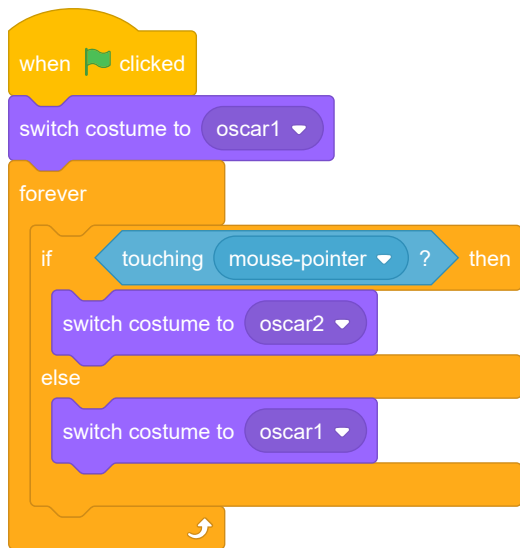 when clicked
switch costume to oscar1
forever
if touching mouse-pointer ? then
switch costume to oscar2
else
switch costume to oscar1